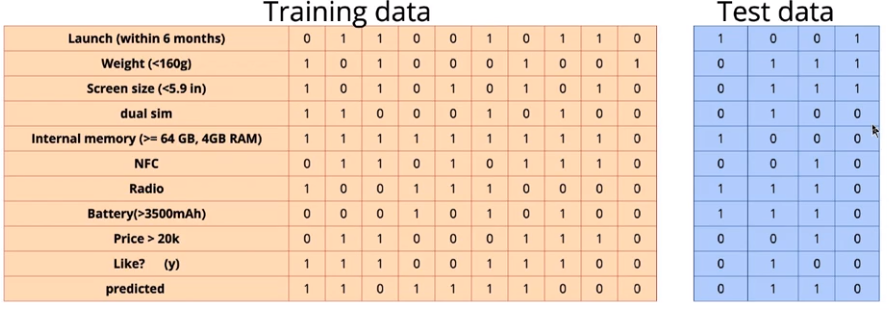 Training data Test data
Launch (within 6 months) 0 1 1 0 0 1 0 1 1 0 1 0 0 1
Weight (<160g) 1 0 1 0 0 0 1 0 0 1 0 1 1 1
Screen size (<5.9 in) 1 0 1 0 1 0 1 0 1 0 0 1 1 1
dual sim 1 1 0 0 0 1 0 1 0 0 0 1 0 0
Internal memory (>= 64 GB, 4GB RAM) 1 1 1 1 1 1 1 1 1 0 1 0 0 0
NFC 0 1 1 0 1 0 1 1 1 0 0 0 1 0
Radio 1 0 0 1 1 1 0 0 0 0 1 1 1 0
Battery(>3500mAh) 0 0 0 1 0 1 0 1 0 0 1 1 1 0
Price > 20k 0 1 1 0 0 0 1 1 1 0 0 0 1 0
Like? (y) 1 1 1 0 0 1 1 1 0 0 0 1 0 0
predicted 1 1 0 1 1 1 1 0 0 0 0 1 1 0